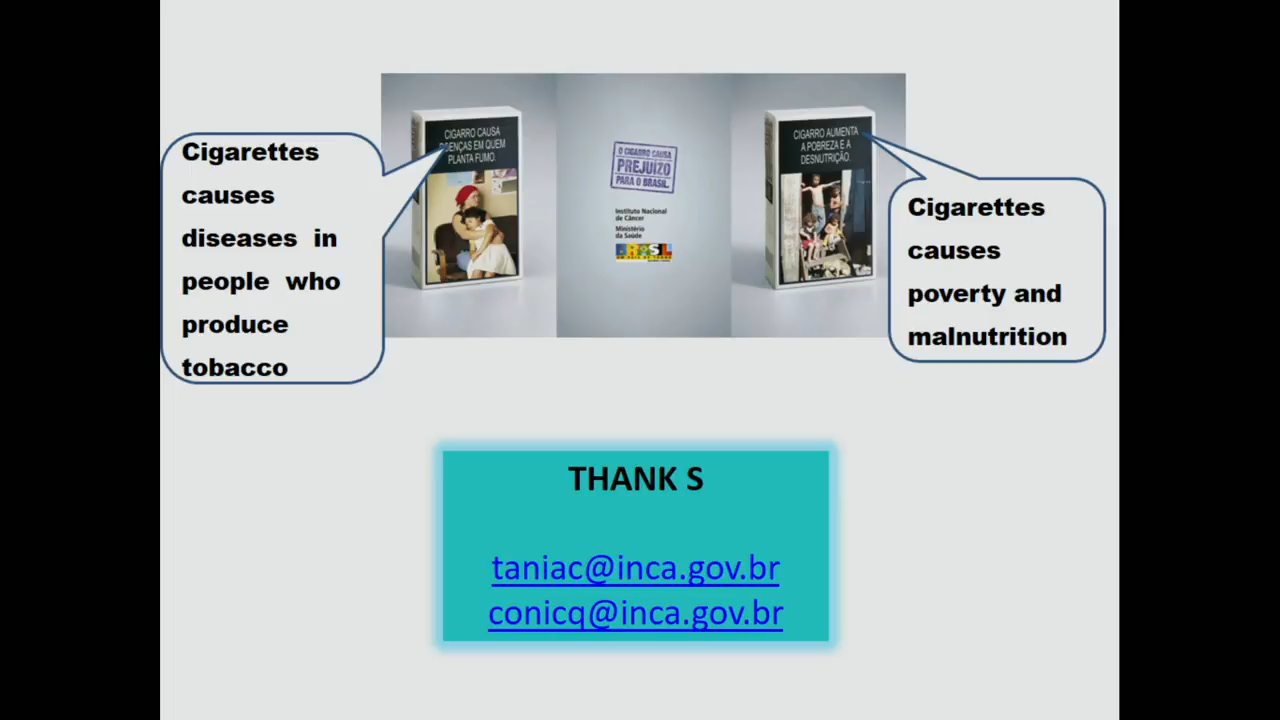 Cigarettes
causes
diseases in
people who
produce
tobacco
CIGARRO CAUSA
DOENÇAS EM QUEM
PLANTA FUMO.
O CIGARRO CAUSA
PREJUÍZO
PARA O BRASIL.
Instituto Nacional
de Câncer
Ministério
da Saúde
BRASIL
CIGARRO AUMENTA
A POBREZA E A
DESNUTRIÇÃO.
Cigarettes
causes
poverty and
malnutrition
THANK S
taniac@inca.gov.br
conicq@inca.gov.br